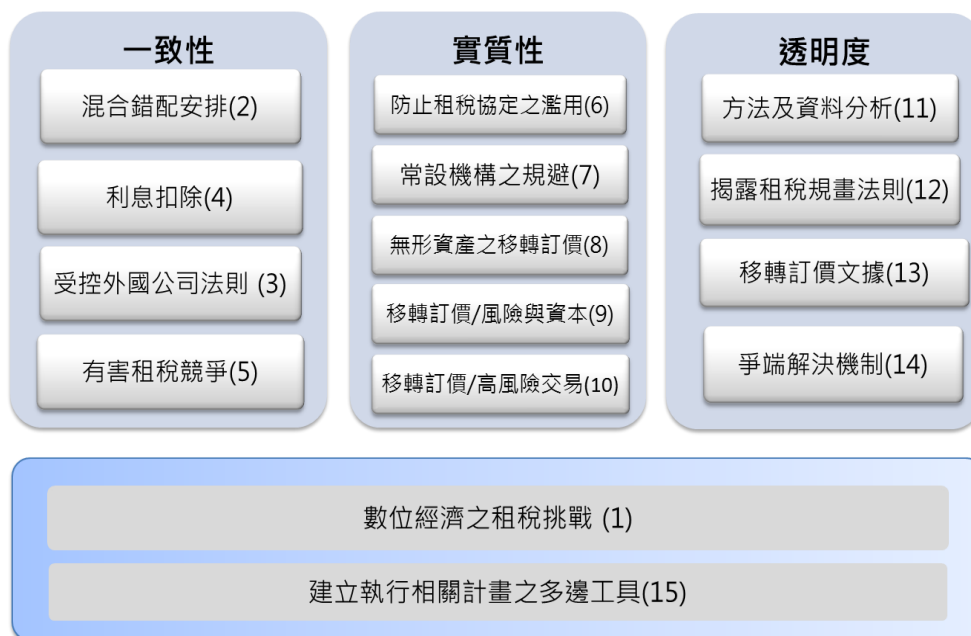 一致性
混合錯配安排(2)
利息扣除(4)
受控外國公司法則 (3)
有害租稅競爭(5)
實質性
防止租稅協定之濫用(6)
常設機構之規避(7)
無形資產之移轉訂價(8)
移轉訂價/風險與資本(9)
移轉訂價/高風險交易(10)
透明度
方法及資料分析(11)
揭露租稅規畫法則(12)
移轉訂價文據(13)
爭端解決機制(14)
數位經濟之租稅挑戰 (1)
建立執行相關計畫之多邊工具(15)